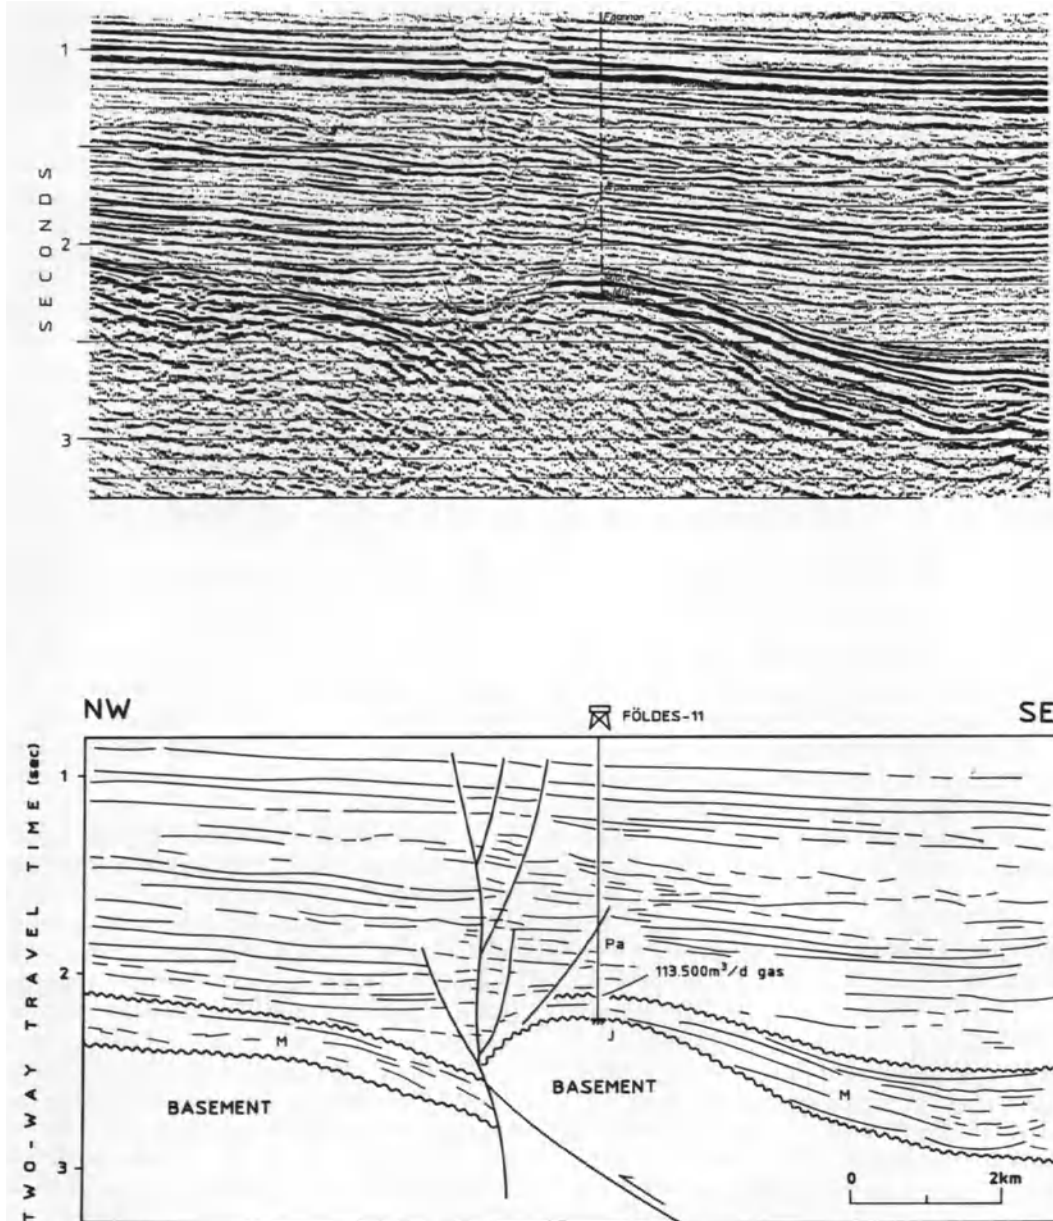 1
2
3
SECONDS
NW
FÖLDES-11
SE
TWO-WAY TRAVEL TIME (sec)
1
2
3
Pa
113.500m³/d gas
M
J
BASEMENT
BASEMENT
M
0 2km